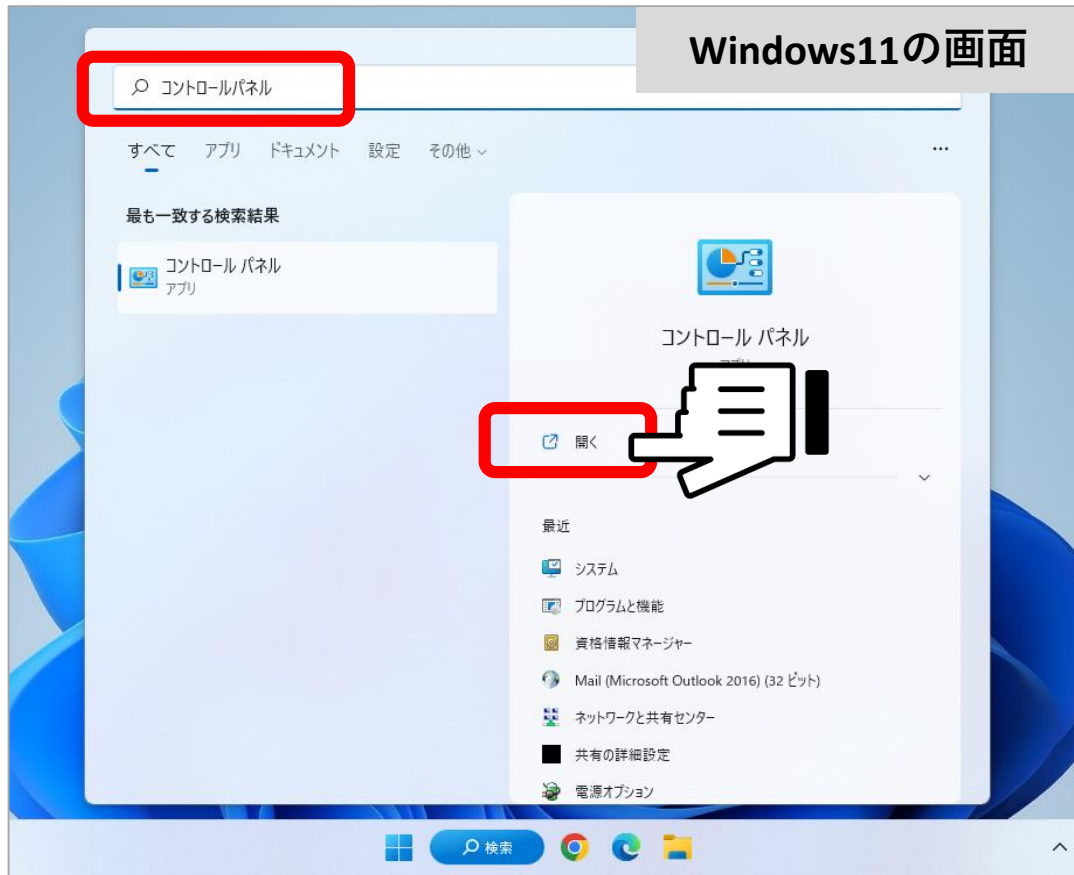 Windows11の画面
コントロールパネル
すべて アプリ ドキュメント 設定 その他
最も一致する検索結果
コントロール パネル
アプリ
コントロール パネル
開く
最近
システム
プログラムと機能
資格情報マネージャー
Mail (Microsoft Outlook 2016) (32 ビット)
ネットワークと共有センター
共有の詳細設定
電源オプション
検索